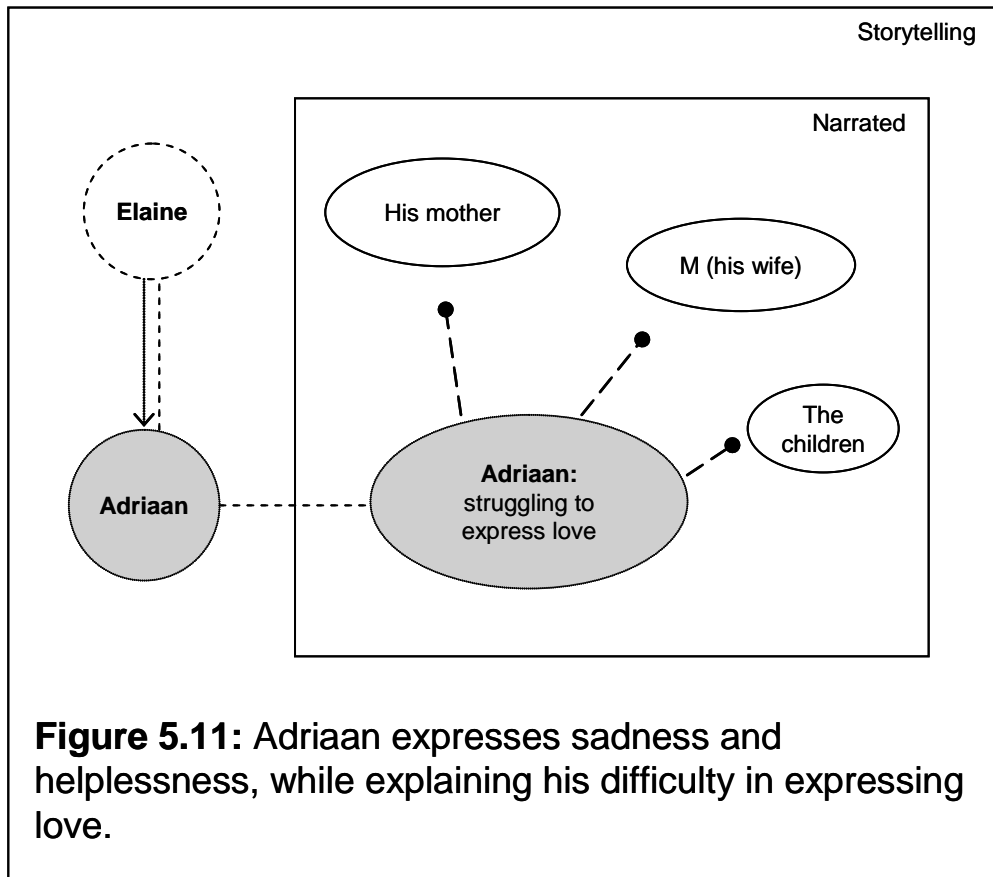 Storytelling
Narrated
Elaine
His mother
M (his wife)
The
children
Adriaan
Adriaan:
struggling to
express love
Figure 5.11: Adriaan expresses sadness and
helplessness, while explaining his difficulty in expressing
love.